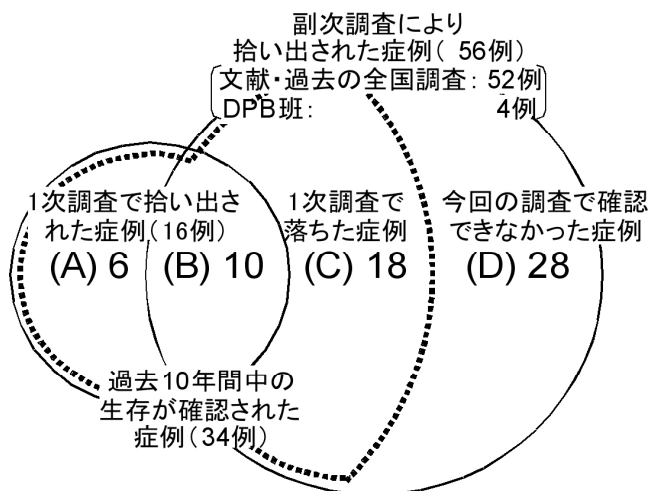 副次調査により
拾い出された症例( 56例)
文献・過去の全国調査: 52例
DPB班: 4例
1次調査で拾い出さ
れた症例(16例)
(A) 6 (B) 10
1次調査で
落ちた症例
(C) 18
今回の調査で確認
できなかった症例
(D) 28
過去10年間中の
生存が確認された
症例(34例)